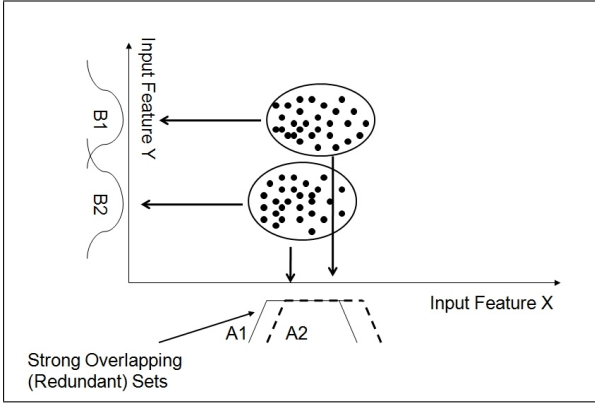 Input Feature Y
B1
B2
Input Feature X
A1
A2
Strong Overlapping
(Redundant) Sets